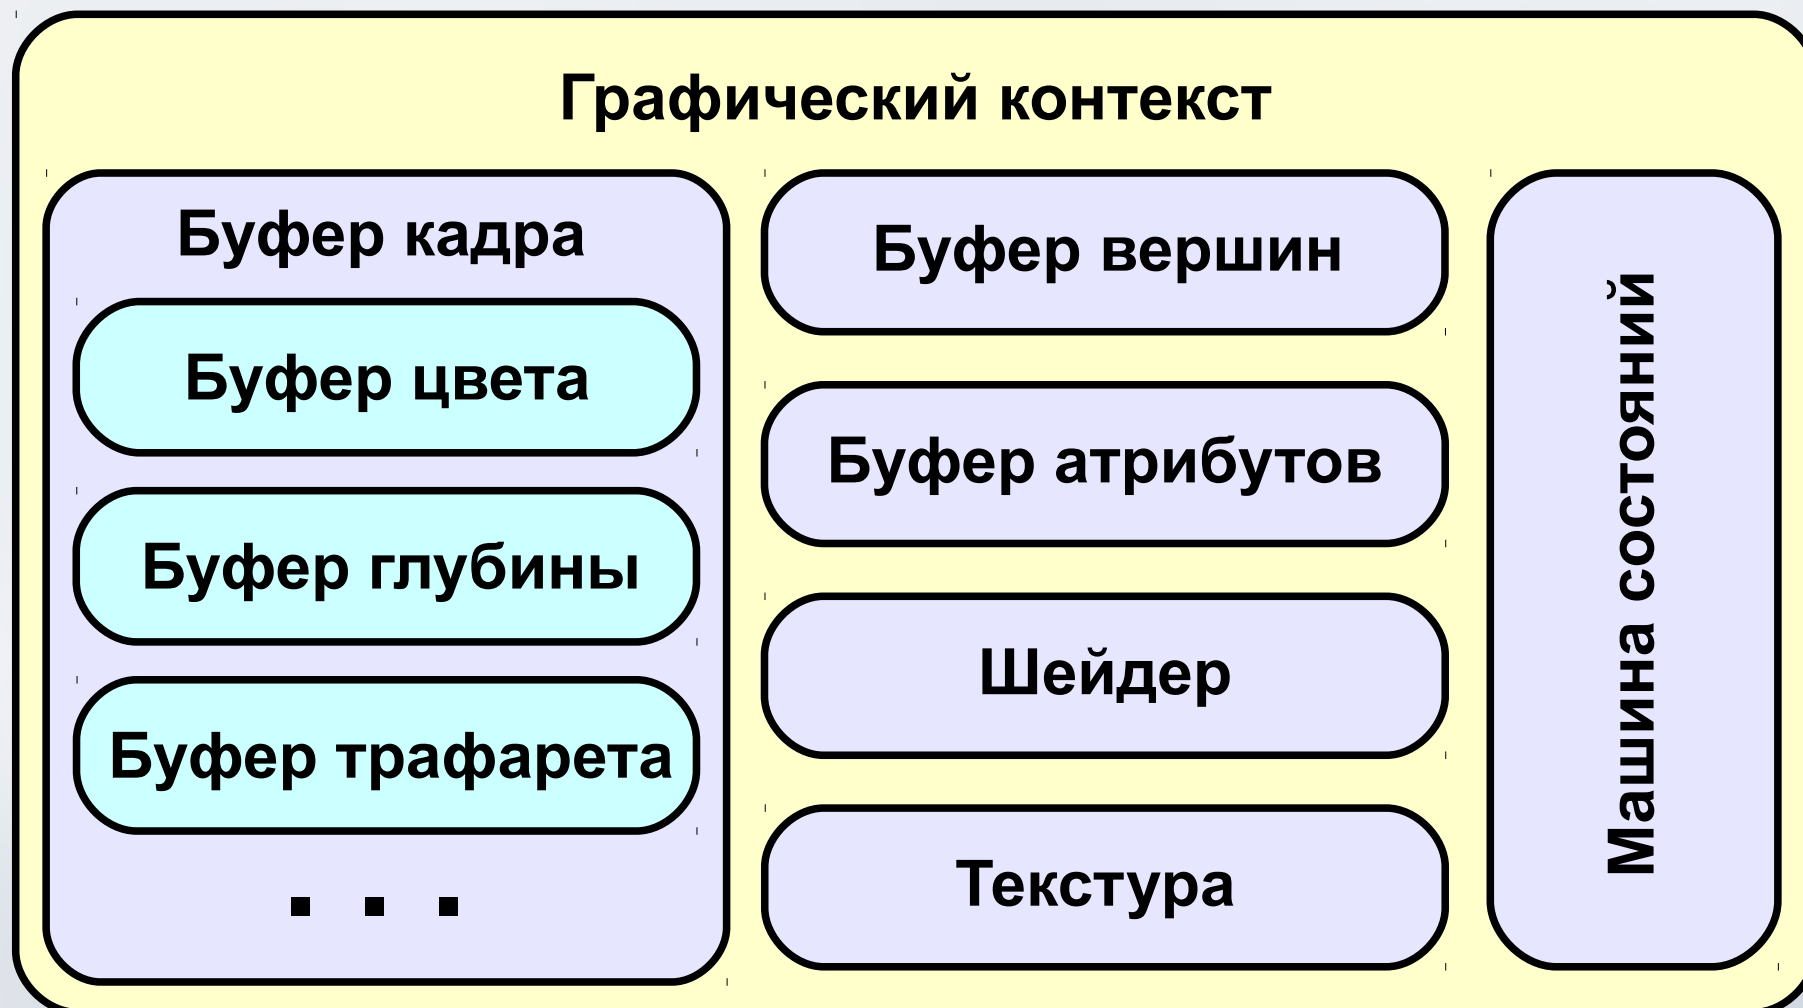 Графический контекст
Буфер кадра
Буфер цвета
Буфер глубины
Буфер трафарета
. . .
Буфер вершин
Буфер атрибутов
Шейдер
Текстура
Машина состояний